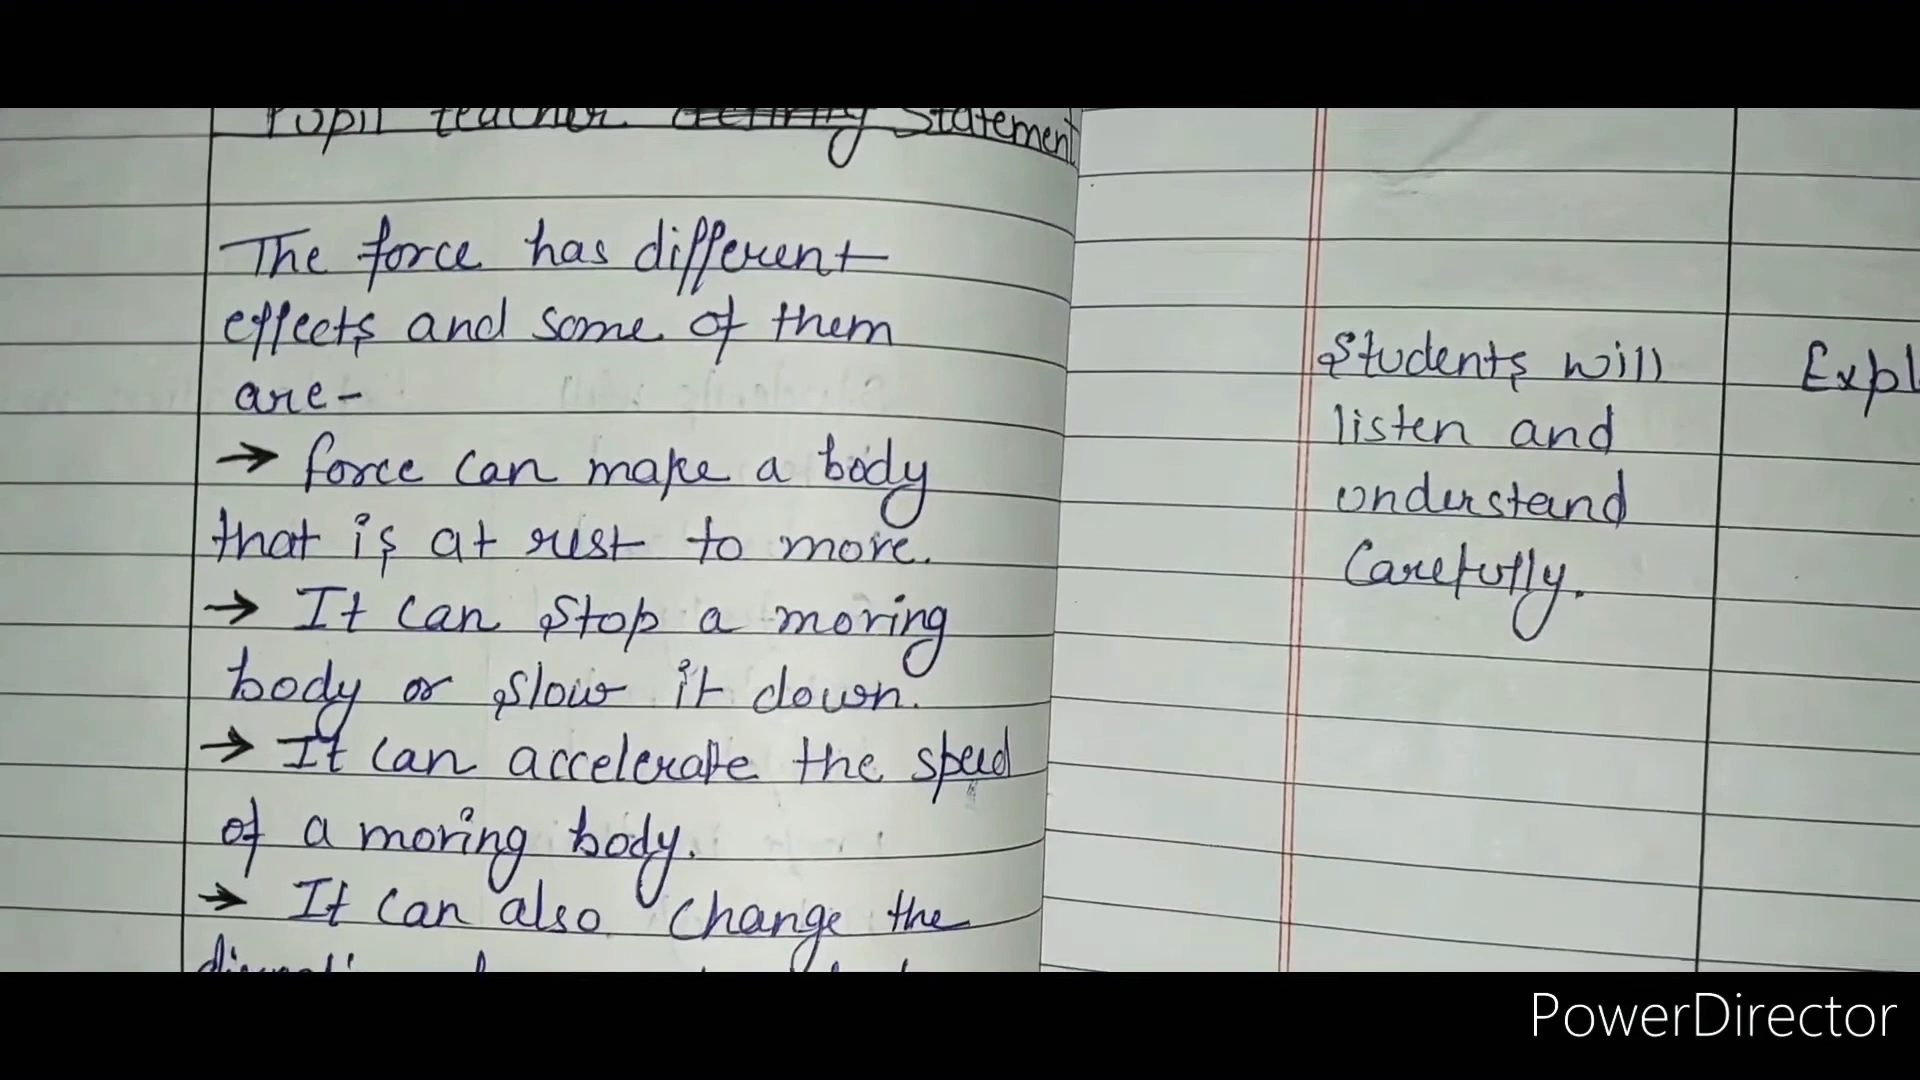 Pupil teacher Statement
The force has different
effects and some of them
are-
→ force can make a body
that is at rest to move.
→ It can stop a moving
body or slow it down.
→ It can accelerate the speed
of a moving body.
→ It can also change the
Students will
listen and
understand
Carefully.
Expl
PowerDirector